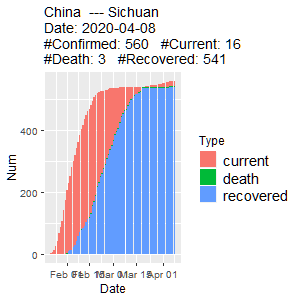 China  --- Sichuan
Date: 2020-04-08
#Confirmed: 560   #Current: 16
#Death: 3   #Recovered: 541
Num
400
200
0
Feb 01
Feb 15
Mar 01
Mar 15
Apr 01
Date
Type
current
death
recovered